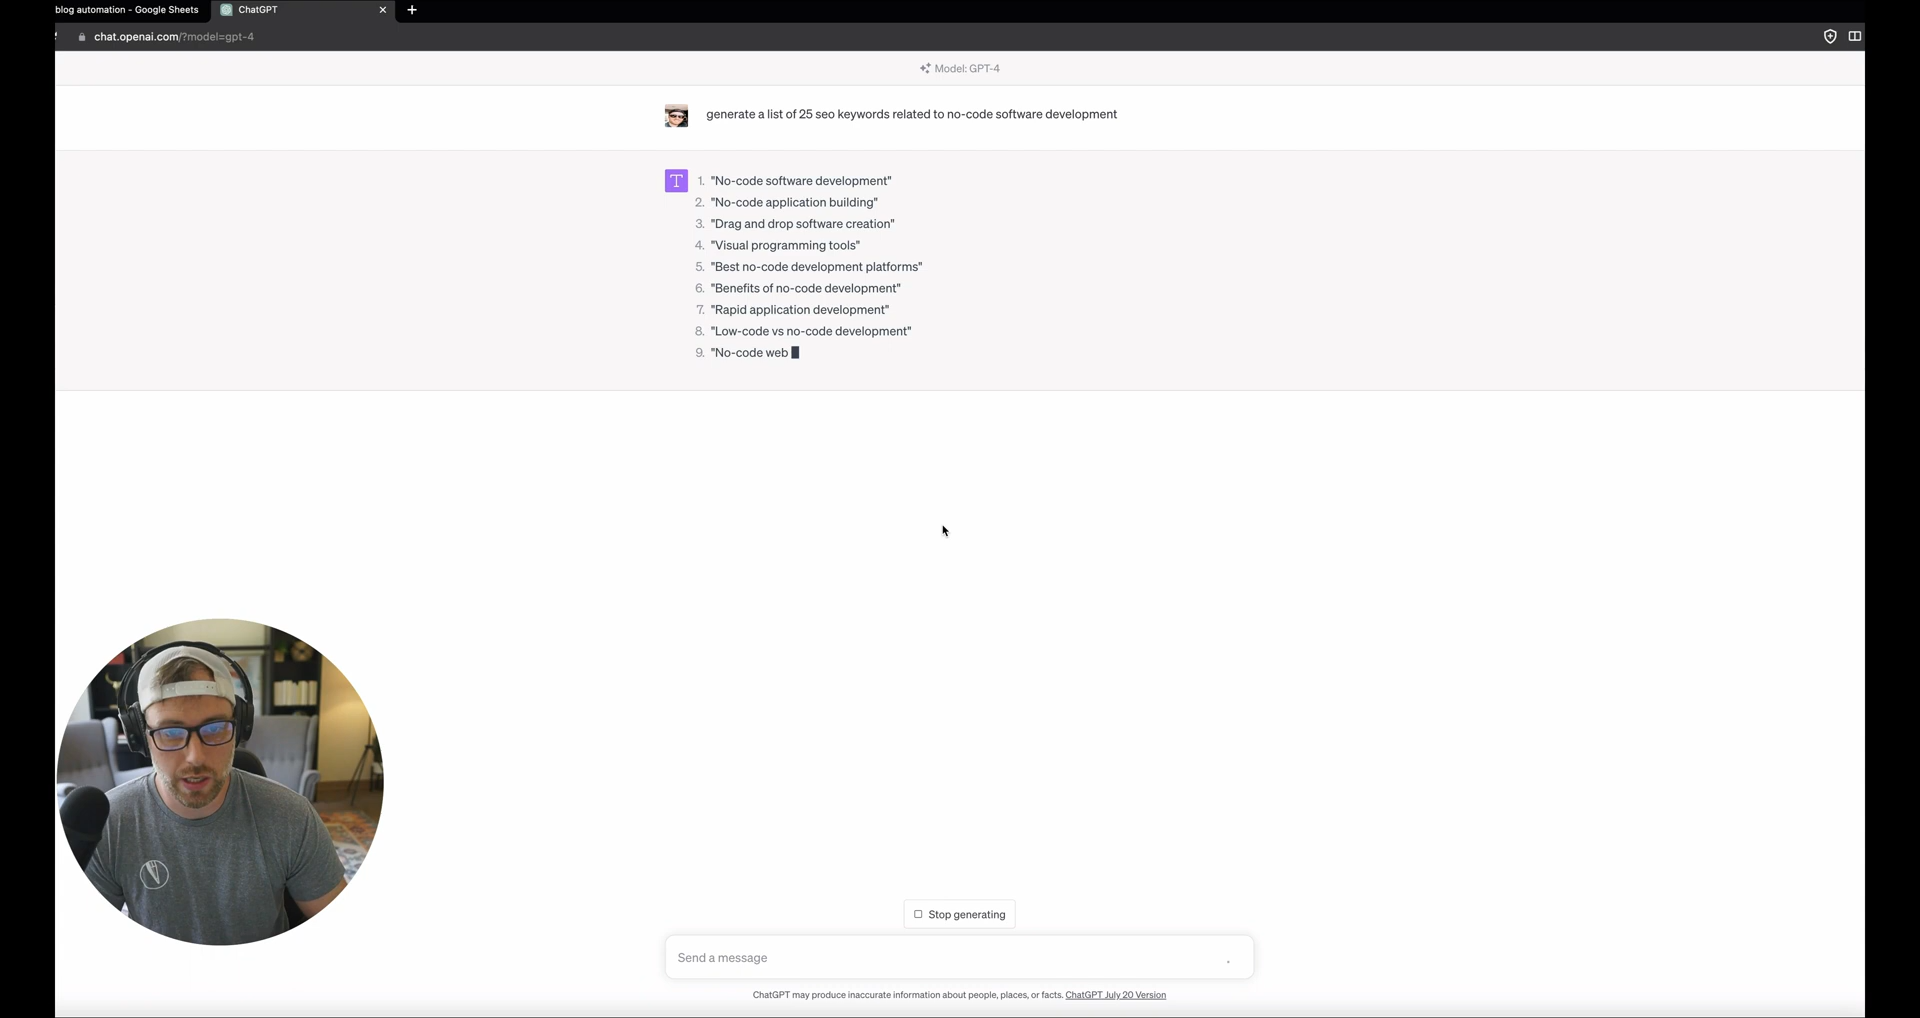 blog automation - Google Sheets
ChatGPT
chat.openai.com/?model=gpt-4
Model: GPT-4
generate a list of 25 seo keywords related to no-code software development
T
1. "No-code software development"
2. "No-code application building"
3. "Drag and drop software creation"
4. "Visual programming tools"
5. "Best no-code development platforms"
6. "Benefits of no-code development"
7. "Rapid application development"
8. "Low-code vs no-code development"
9. "No-code web
Stop generating
Send a message
ChatGPT may produce inaccurate information about people, places, or facts. ChatGPT July 20 Version